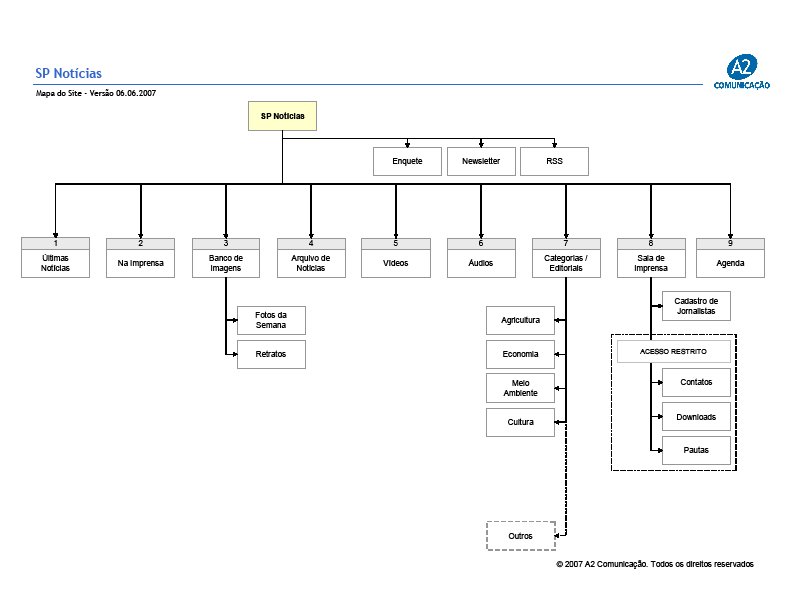 SP Notícias
A2
COMUNICAÇÃO
Mapa do Site - Versão 06.06.2007
SP Notícias
Enquete
Newsletter
RSS
1
2
3
4
5
6
7
8
9
Últimas
Notícias
Na Imprensa
Banco de
Imagens
Arquivo de
Notícias
Vídeos
Áudios
Categorias /
Editoriais
Sala de
Imprensa
Agenda
Fotos da
Semana
Retratos
Agricultura
Economia
Meio
Ambiente
Cultura
Outros
Cadastro de
Jornalistas
ACESSO RESTRITO
Contatos
Downloads
Pautas
© 2007 A2 Comunicação. Todos os direitos reservados